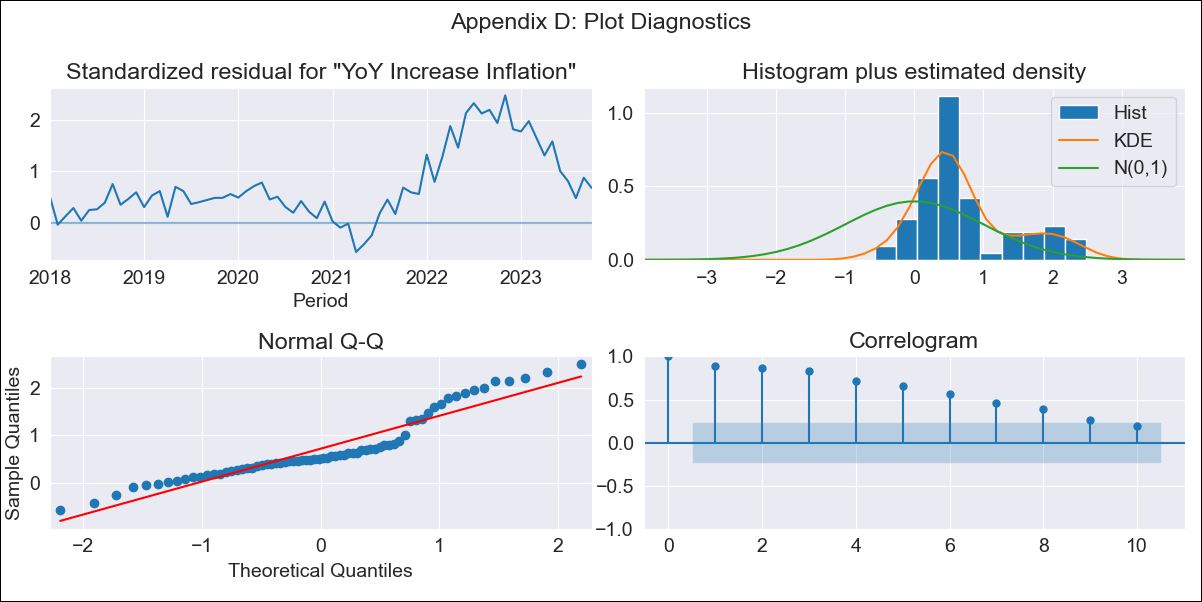 Appendix D: Plot Diagnostics
Standardized residual for "YoY Increase Inflation"
2
1
0
2018 2019 2020 2021 2022 2023
Period
Histogram plus estimated density
1.0
0.5
0.0
Hist
KDE
N(0,1)
−3 −2 −1 0 1 2 3
Normal Q-Q
Sample Quantiles
2
1
0
−2 −1 0 1 2
Theoretical Quantiles
Correlogram
1.0
0.5
0.0
−0.5
−1.0
0 2 4 6 8 10